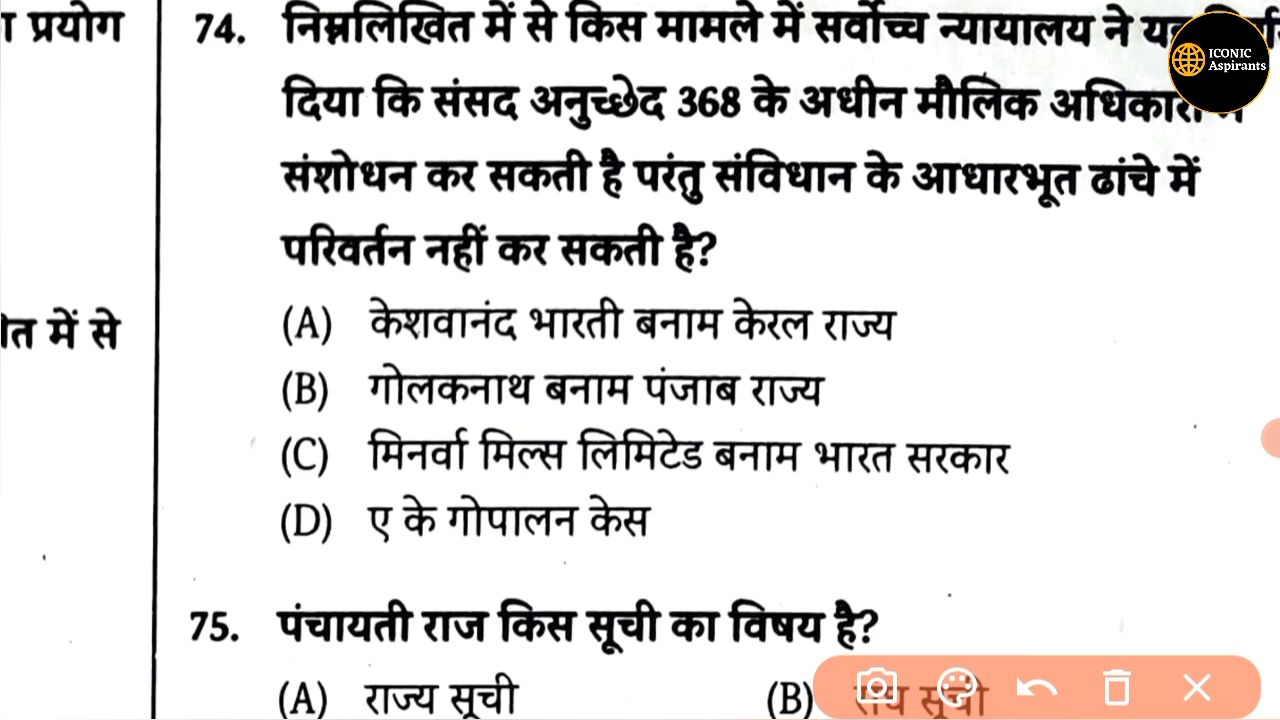 ा प्रयोग
74. निम्नलिखित में से किस मामले में सर्वोच्च न्यायालय ने
ICONIC
Aspirants
दिया कि संसद अनुच्छेद 368 के अधीन मौलिक
संशोधन कर सकती है परंतु संविधान के आधारभूत ढांचे में
परिवर्तन नहीं कर सकती है?
(A) केशवानंद भारती बनाम केरल राज्य
में से
(B) गोलकनाथ बनाम पंजाब राज्य
(C) मिनर्वा मिल्स लिमिटेड बनाम भारत सरकार
(D) ए के गोपालन केस
75. पंचायती राज किस सूची का विषय है?
(A) राज्य सूची
(B) संघ सूची